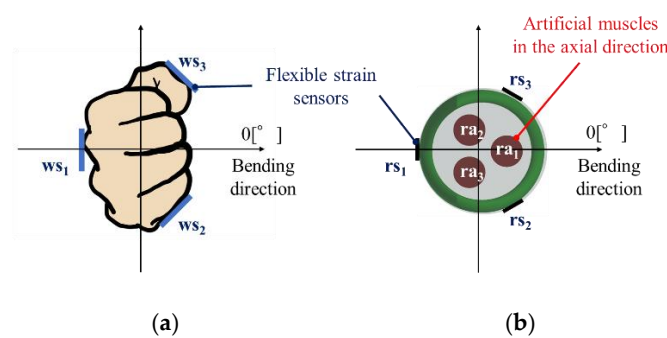 ws3
Flexible strain
sensors
ws1
0[° ]
Bending
direction
ws2
(a)
Artificial muscles
in the axial direction
rs3
ra2
ra1
ra3
rs1
0[° ]
Bending
direction
rs2
(b)